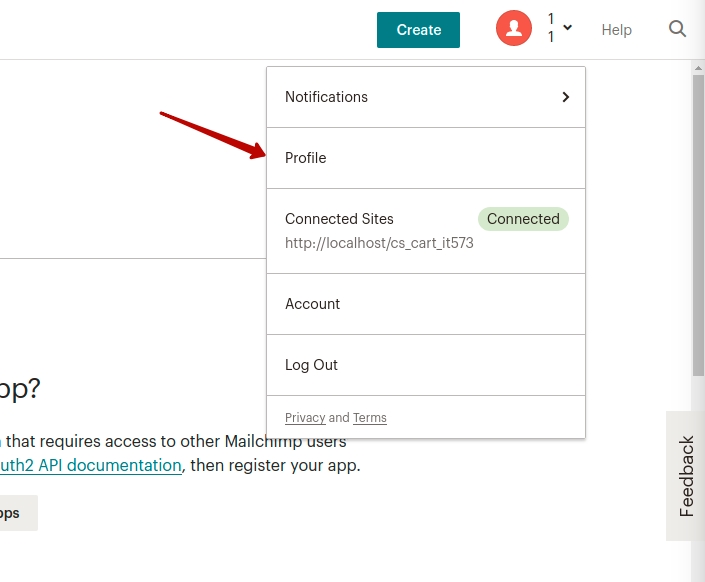 Create
1
1
Help
Notifications
Profile
Connected Sites
Connected
http://localhost/cs_cart_it573
Account
Log Out
Privacy and Terms
pp?
that requires access to other Mailchimp users
uth2 API documentation, then register your app.
pps
Feedback